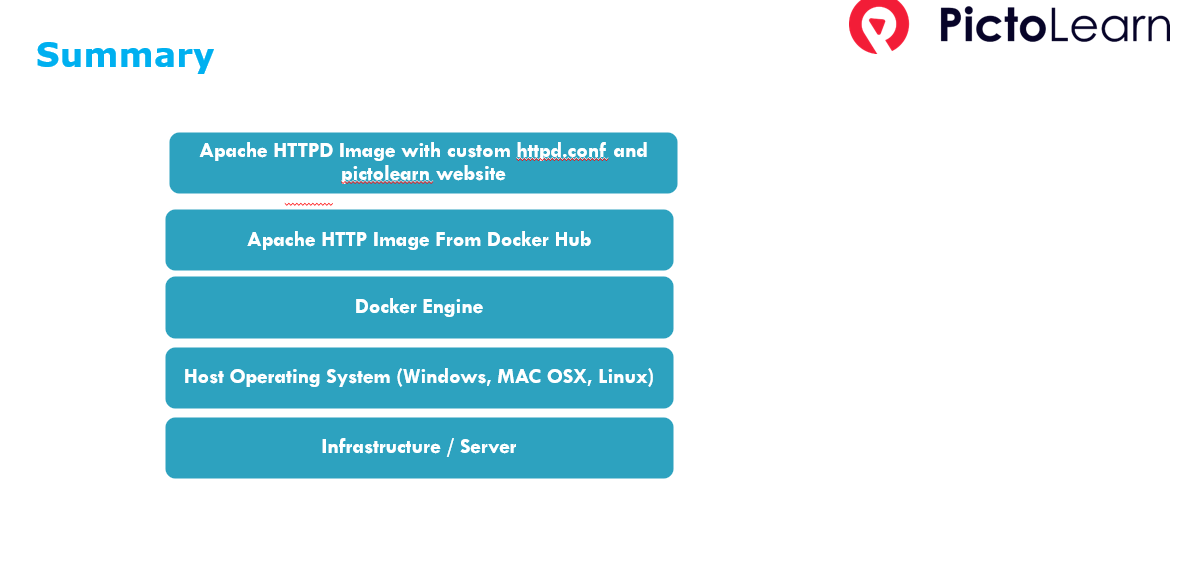 PictoLearn
Summary
Apache HTTPD Image with custom httpd.conf and
pictolearn website
Apache HTTP Image From Docker Hub
Docker Engine
Host Operating System (Windows, MAC OSX, Linux)
Infrastructure / Server